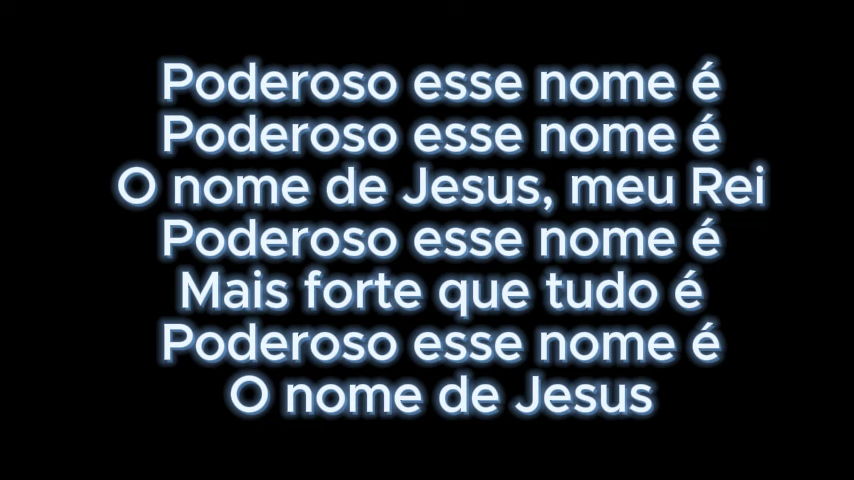 Poderoso esse nome é
Poderoso esse nome é
O nome de Jesus, meu Rei
Poderoso esse nome é
Mais forte que tudo é
Poderoso esse nome é
O nome de Jesus